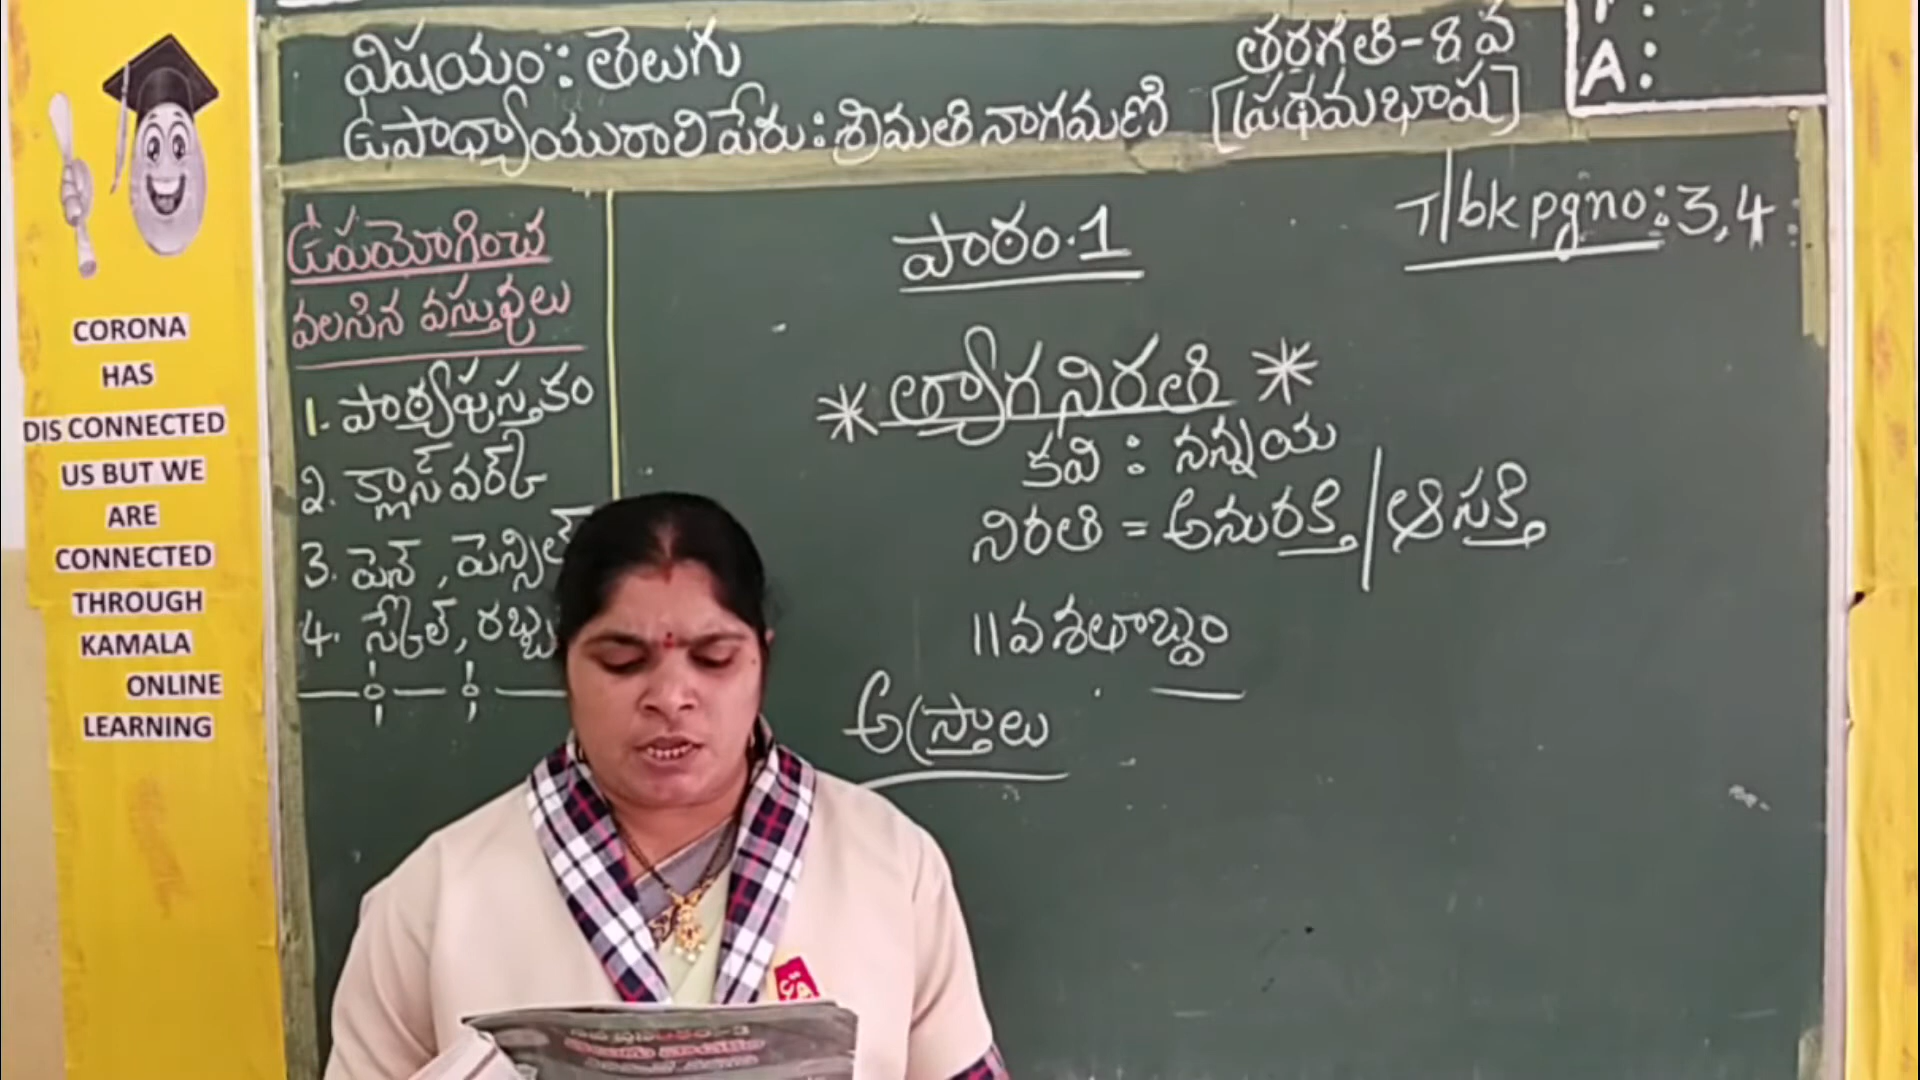 CORONA
HAS
DIS CONNECTED
US BUT WE
ARE
CONNECTED
THROUGH
KAMALA
ONLINE
LEARNING
విషయం: తెలుగు
తరగతి-8వ
ఉపాధ్యాయురాలి పేరు: శ్రీమతి నాగమణి
[ప్రథమభాష]
A:
ఉపయోగించ
వలసిన వస్తువులు
1. పాఠ్యపుస్తకం
2. క్లాస్ వర్క్
3. పెన్, పెన్సిల్
4. స్కేల్, రబ్బ
పాఠం.1
T/bk pgno: 3,4
* త్యాగనిరతి *
కవి : నన్నయ
నిరతి = అనురక్తి / ఆసక్తి
11వ శతాబ్దం
అస్త్రాలు